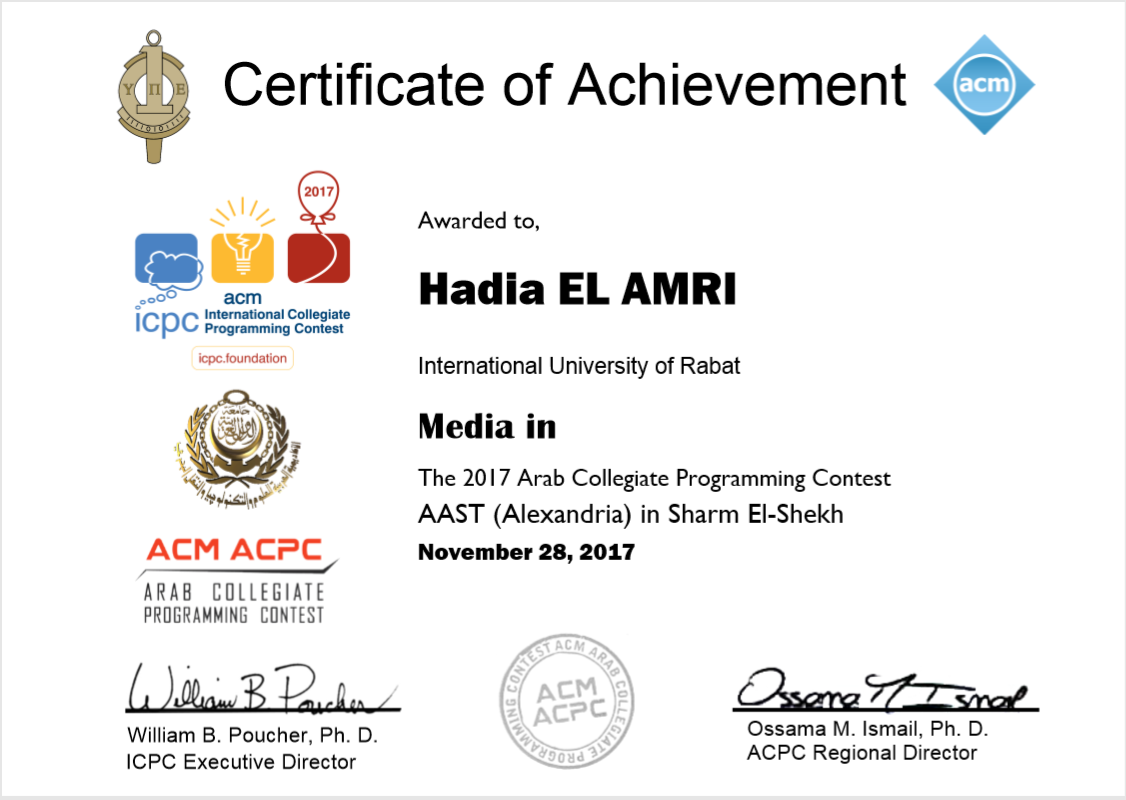 Certificate of Achievement
Υ Π Ε
acm
2017
acm
icpc International Collegiate
Programming Contest
icpc.foundation
Awarded to,
Hadia EL AMRI
International University of Rabat
Media in
The 2017 Arab Collegiate Programming Contest
AAST (Alexandria) in Sharm El-Shekh
November 28, 2017
ACM ACPC
ARAB COLLEGIATE
PROGRAMMING CONTEST
William B. Poucher
William B. Poucher, Ph. D.
ICPC Executive Director
ACM ARAB COLLEGIATE PROGRAMMING CONTEST
ACM
ACPC
Ossama M Ismail
Ossama M. Ismail, Ph. D.
ACPC Regional Director